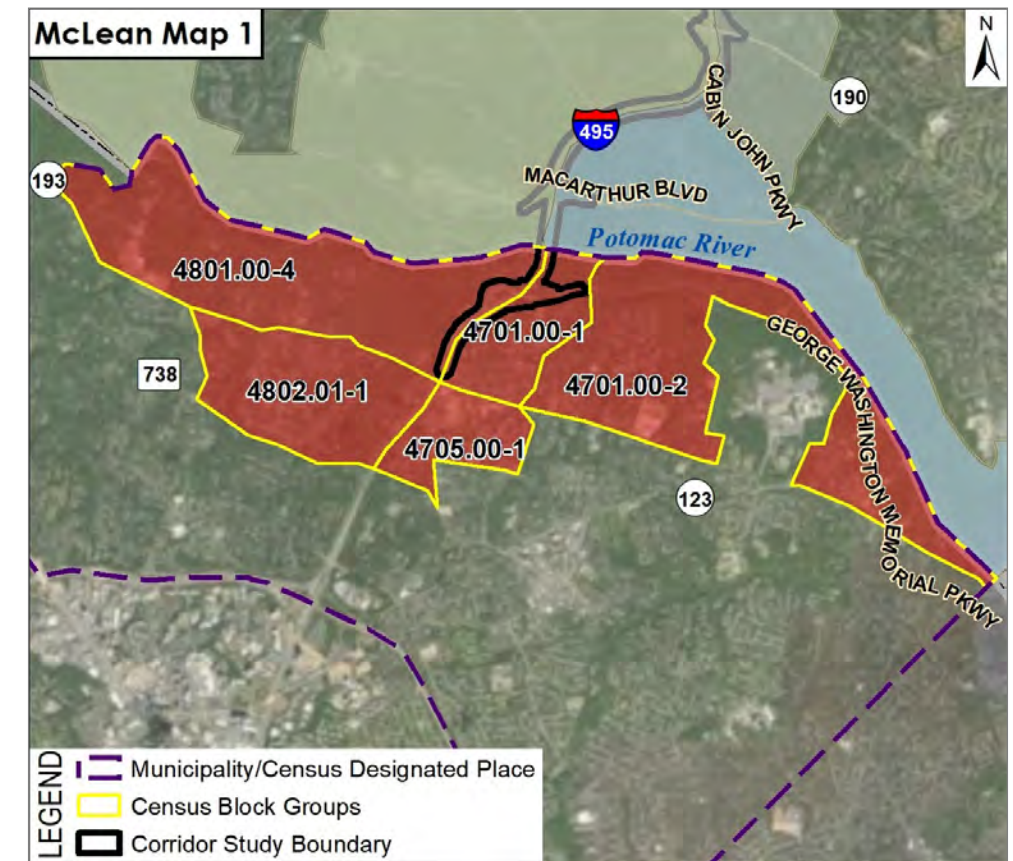 McLean Map 1
N
190
CABIN JOHN PKWY
495
MACARTHUR BLVD
193
Potomac River
4801.00-4
4701.00-1
GEORGE WASHINGTON MEMORIAL PKWY
738
4802.01-1
4701.00-2
4705.00-1
123
LEGEND
Municipality/Census Designated Place
Census Block Groups
Corridor Study Boundary